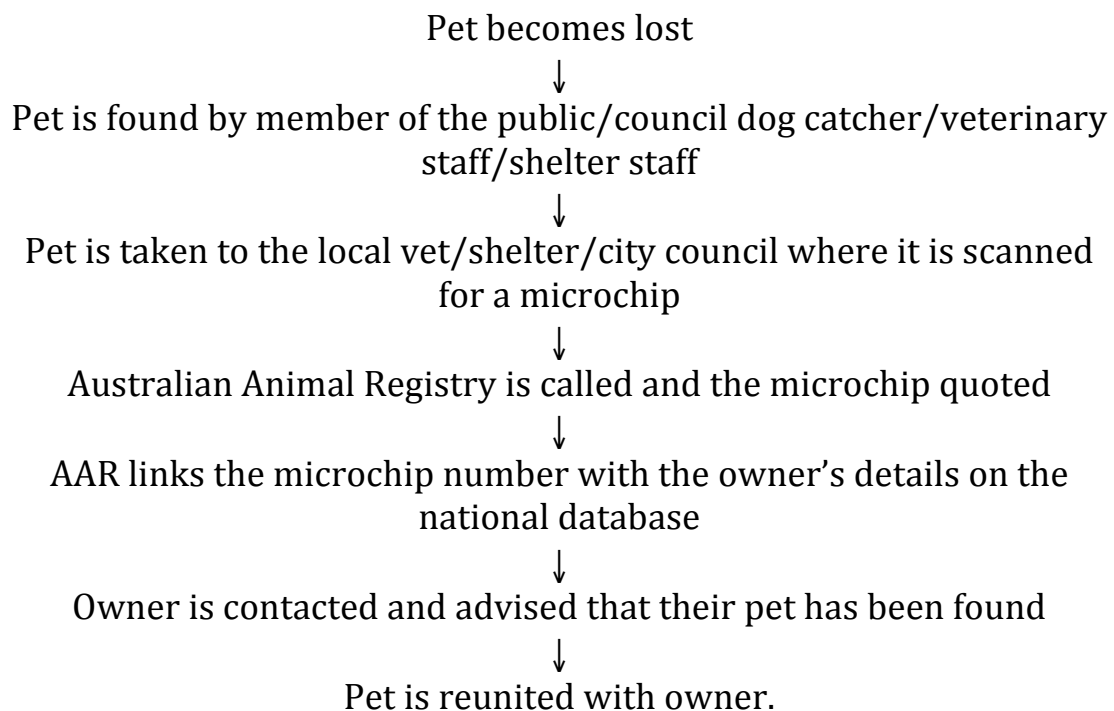 Pet becomes lost
↓
Pet is found by member of the public/council dog catcher/veterinary
staff/shelter staff
↓
Pet is taken to the local vet/shelter/city council where it is scanned
for a microchip
↓
Australian Animal Registry is called and the microchip quoted
↓
AAR links the microchip number with the owner’s details on the
national database
↓
Owner is contacted and advised that their pet has been found
↓
Pet is reunited with owner.